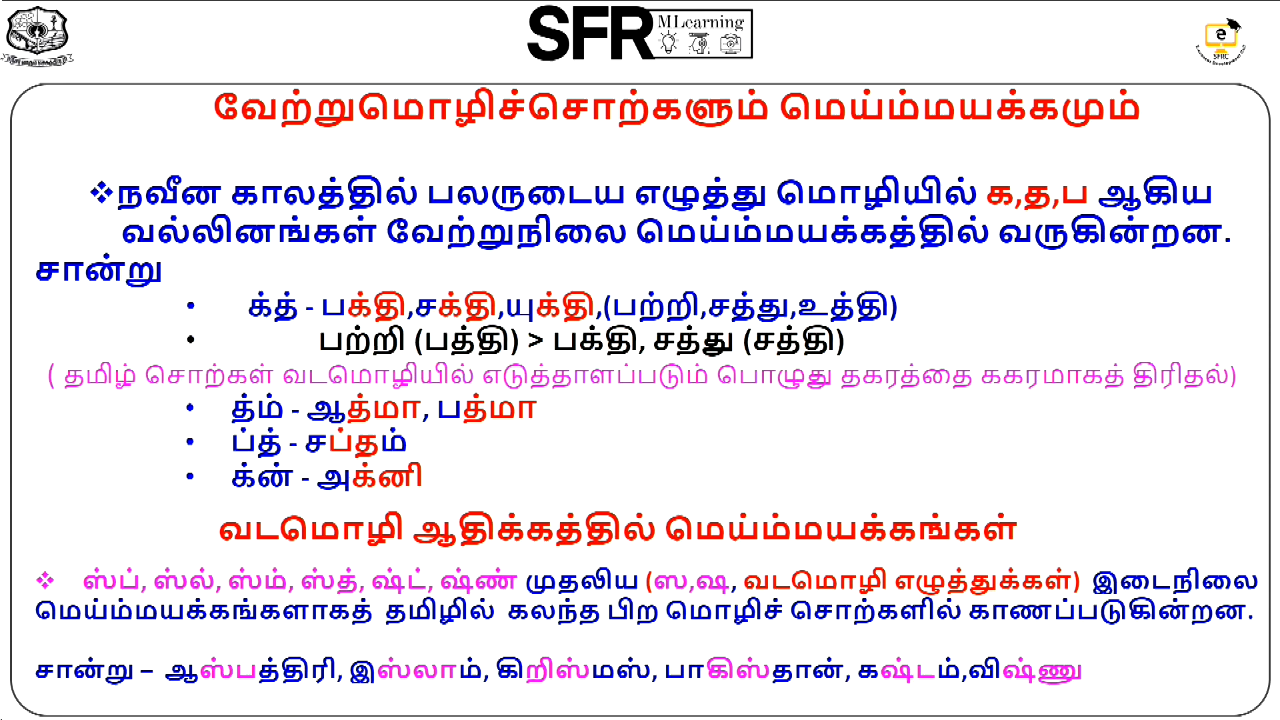 SFR MLearning
e
SFRC
வேற்றுமொழிச்சொற்களும் மெய்ம்மயக்கமும்
❖நவீன காலத்தில் பலருடைய எழுத்து மொழியில் க,த,ப ஆகிய
வல்லினங்கள் வேற்றுநிலை மெய்ம்மயக்கத்தில் வருகின்றன.
சான்று
• க்த் - பக்தி,சக்தி,யுக்தி,(பற்றி,சத்து,உத்தி)
• பற்றி (பத்தி) > பக்தி, சத்து (சத்தி)
( தமிழ் சொற்கள் வடமொழியில் எடுத்தாளப்படும் பொழுது தகரத்தை ககரமாகத் திரிதல்)
• த்ம் - ஆத்மா, பத்மா
• ப்த் - சப்தம்
• க்ன் - அக்னி
வடமொழி ஆதிக்கத்தில் மெய்ம்மயக்கங்கள்
❖ ஸ்ப், ஸ்ல், ஸ்ம், ஸ்த், ஷ்ட், ஷ்ண் முதலிய (ஸ,ஷ, வடமொழி எழுத்துக்கள்) இடைநிலை
மெய்ம்மயக்கங்களாகத் தமிழில் கலந்த பிற மொழிச் சொற்களில் காணப்படுகின்றன.
சான்று – ஆஸ்பத்திரி, இஸ்லாம், கிறிஸ்மஸ், பாகிஸ்தான், கஷ்டம்,விஷ்ணு